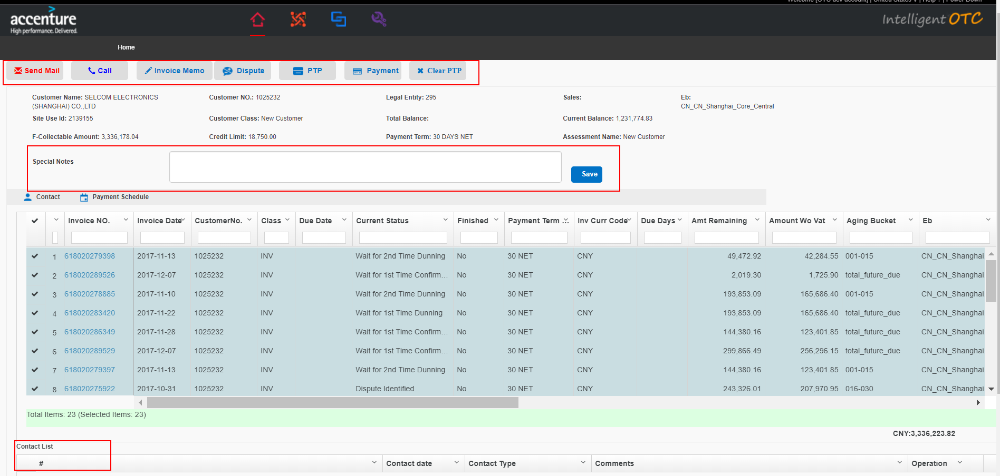 Welcome [OTC dev account] | United States V | Help ? | Power Down
accenture
High performance. Delivered.
Intelligent OTC
Home
Send Mail Call Invoice Memo Dispute PTP Payment Clear PTP
Customer Name: SELCOM ELECTRONICS (SHANGHAI) CO.,LTD
Customer NO.: 1025232
Legal Entity: 295
Sales:
Eb: CN_CN_Shanghai_Core_Central
Site Use Id: 2139155
Customer Class: New Customer
Total Balance:
Current Balance: 1,231,774.83
F-Collectable Amount: 3,336,178.04
Credit Limit: 18,750.00
Payment Term: 30 DAYS NET
Assessment Name: New Customer
Special Notes
Save
Contact Payment Schedule
Invoice NO. Invoice Date CustomerNo. Class Due Date Current Status Finished Payment Term ... Inv Curr Code Due Days Amt Remaining Amount Wo Vat Aging Bucket Eb
1 618020279398 2017-11-13 1025232 INV Wait for 2nd Time Dunning No 30 NET CNY 49,472.92 42,284.55 001-015 CN_CN_Shanghai
2 618020289526 2017-12-07 1025232 INV Wait for 1st Time Confirm... No 30 NET CNY 2,019.30 1,725.90 total_future_due CN_CN_Shanghai
3 618020278885 2017-11-10 1025232 INV Wait for 2nd Time Dunning No 30 NET CNY 193,853.09 165,686.40 001-015 CN_CN_Shanghai
4 618020283420 2017-11-22 1025232 INV Wait for 1st Time Dunning No 30 NET CNY 193,853.09 165,686.40 total_future_due CN_CN_Shanghai
5 618020286349 2017-11-28 1025232 INV Wait for 1st Time Confirm... No 30 NET CNY 144,380.16 123,401.85 total_future_due CN_CN_Shanghai
6 618020289529 2017-12-07 1025232 INV Wait for 1st Time Confirm... No 30 NET CNY 299,866.49 256,296.15 total_future_due CN_CN_Shanghai
7 618020279397 2017-11-13 1025232 INV Wait for 2nd Time Dunning No 30 NET CNY 144,380.16 123,401.85 001-015 CN_CN_Shanghai
8 618020275922 2017-10-31 1025232 INV Dispute Identified No 30 NET CNY 243,326.01 207,970.95 016-030 CN_CN_Shanghai
Total Items: 23 (Selected Items: 23)
CNY:3,336,223.82
Contact List
# Contact date Contact Type Comments Operation